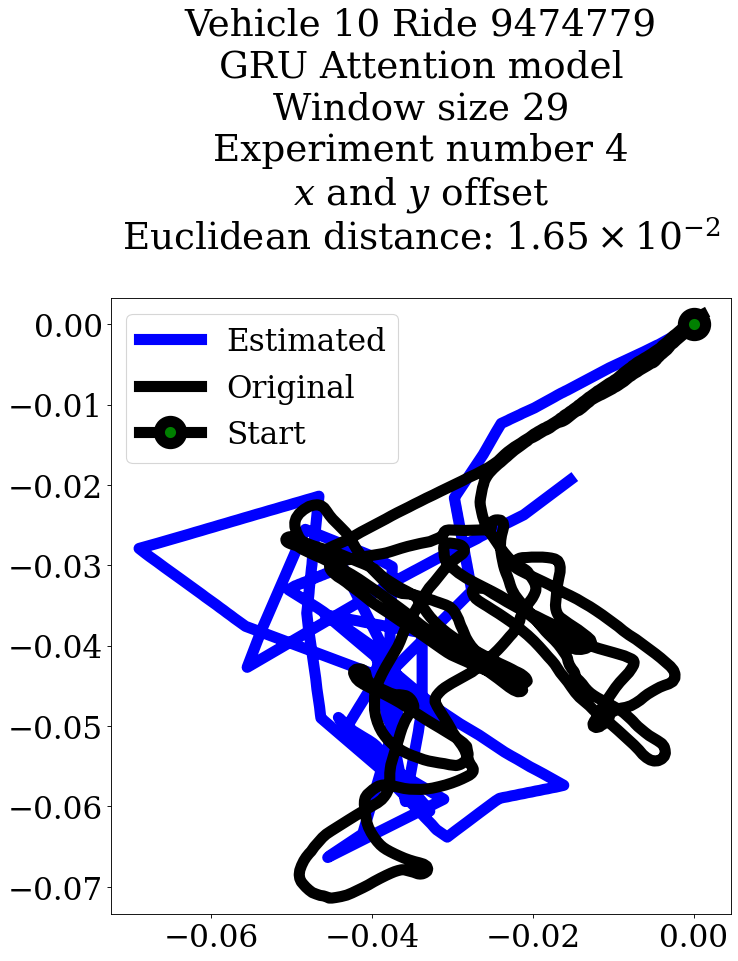 Vehicle 10 Ride 9474779
GRU Attention model
Window size 29
Experiment number 4
x and y offset
Euclidean distance: 1.65 × 10⁻²
Estimated
Original
Start
0.00
−0.01
−0.02
−0.03
−0.04
−0.05
−0.06
−0.07
−0.06 −0.04 −0.02 0.00